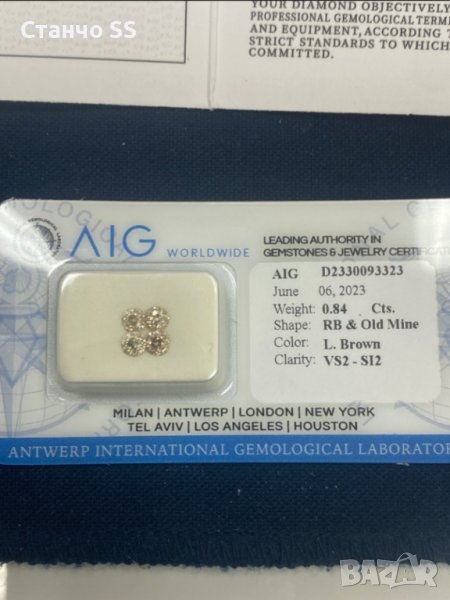 Станчо SS
YOUR DIAMOND OBJECTIVELY
PROFESSIONAL GEMOLOGICAL TERM
AND EQUIPMENT, ACCORDING
STRICT STANDARDS TO WHICH
COMMITTED.
AIG WORLDWIDE
LEADING AUTHORITY IN
GEMSTONES & JEWELRY CERTIFICA
AIG D2330093323
June 06, 2023
Weight: 0.84 Cts.
Shape: RB & Old Mine
Color: L. Brown
Clarity: VS2 - SI2
MILAN | ANTWERP | LONDON | NEW YORK
TEL AVIV | LOS ANGELES | HOUSTON
ANTWERP INTERNATIONAL GEMOLOGICAL LABORATOR
BAZAR